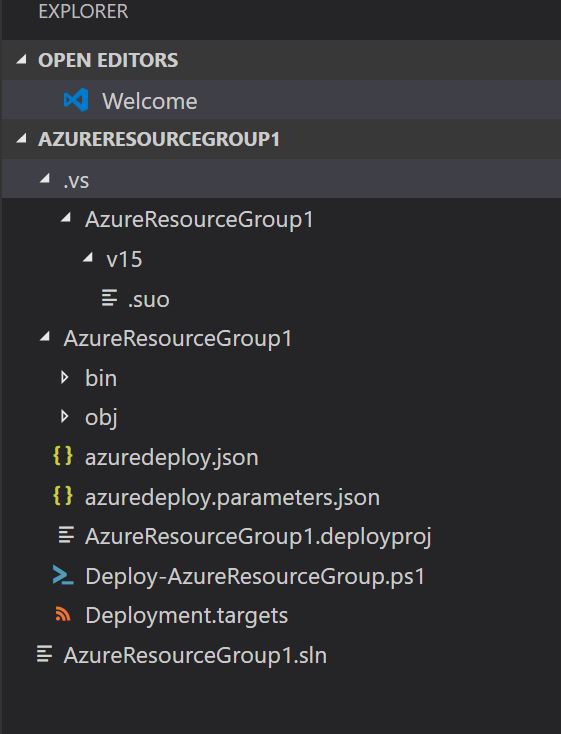 EXPLORER
OPEN EDITORS
Welcome
AZURERESOURCEGROUP1
.vs
AzureResourceGroup1
v15
.suo
AzureResourceGroup1
bin
obj
azuredeploy.json
azuredeploy.parameters.json
AzureResourceGroup1.deployproj
Deploy-AzureResourceGroup.ps1
Deployment.targets
AzureResourceGroup1.sln